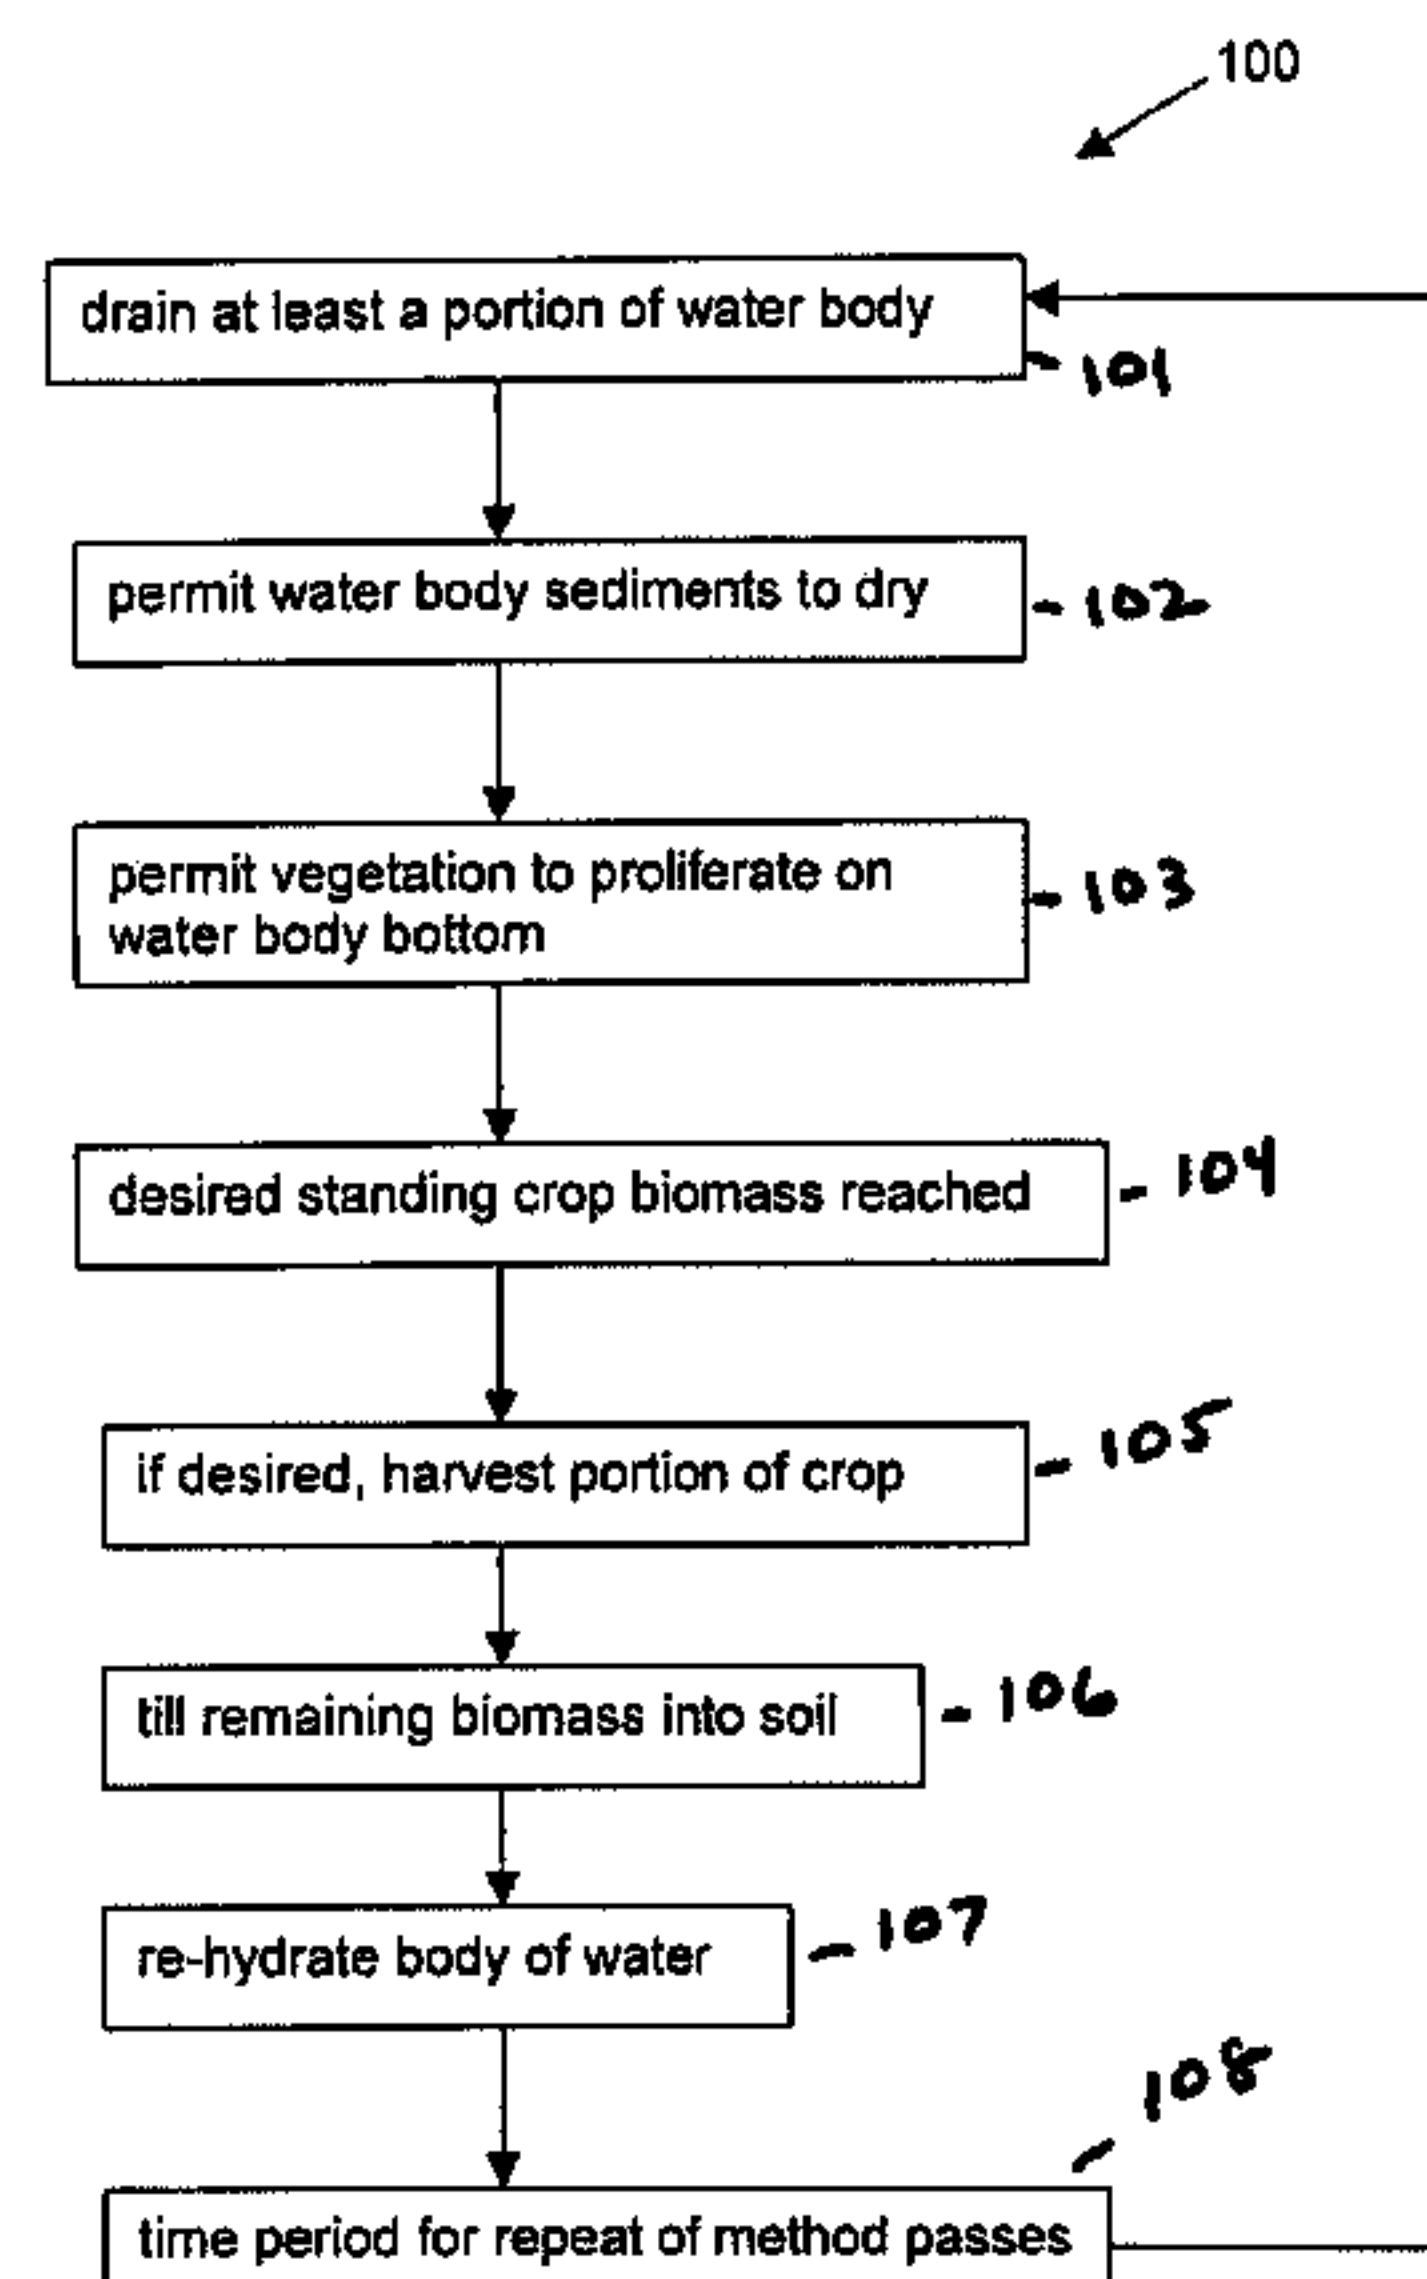 100
drain at least a portion of water body
101
permit water body sediments to dry
- 102
permit vegetation to proliferate on
water body bottom
- 103
desired standing crop biomass reached
- 104
if desired, harvest portion of crop
- 105
till remaining biomass into soil
- 106
re-hydrate body of water
- 107
108
time period for repeat of method passes